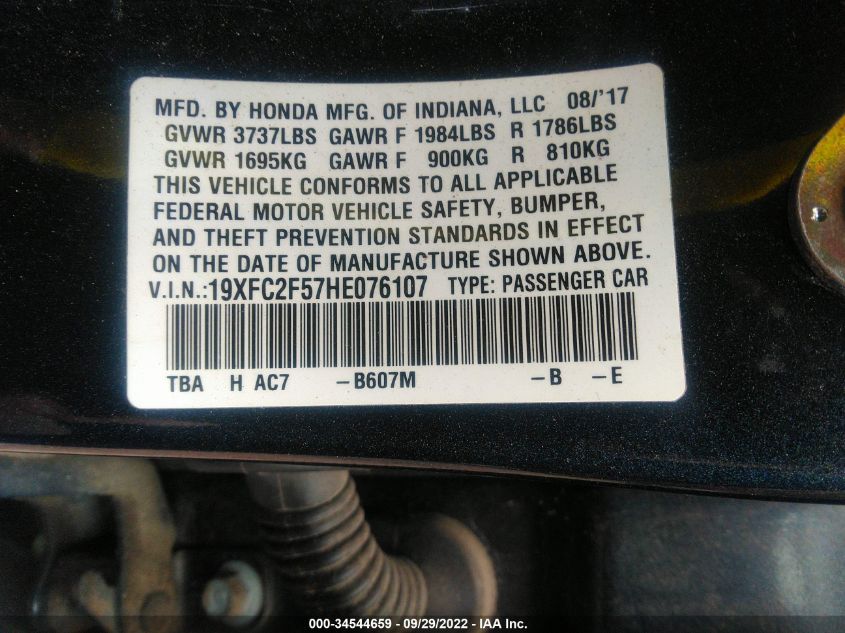 MFD. BY HONDA MFG. OF INDIANA, LLC 08/'17
GVWR 3737LBS GAWR F 1984LBS R 1786LBS
GVWR 1695KG GAWR F 900KG R 810KG
THIS VEHICLE CONFORMS TO ALL APPLICABLE
FEDERAL MOTOR VEHICLE SAFETY, BUMPER,
AND THEFT PREVENTION STANDARDS IN EFFECT
ON THE DATE OF MANUFACTURE SHOWN ABOVE.
V.I.N.:19XFC2F57HE076107 TYPE: PASSENGER CAR
TBA H AC7 –B607M –B –E
000-34544659 / 09/29/2022 - IAA Inc.